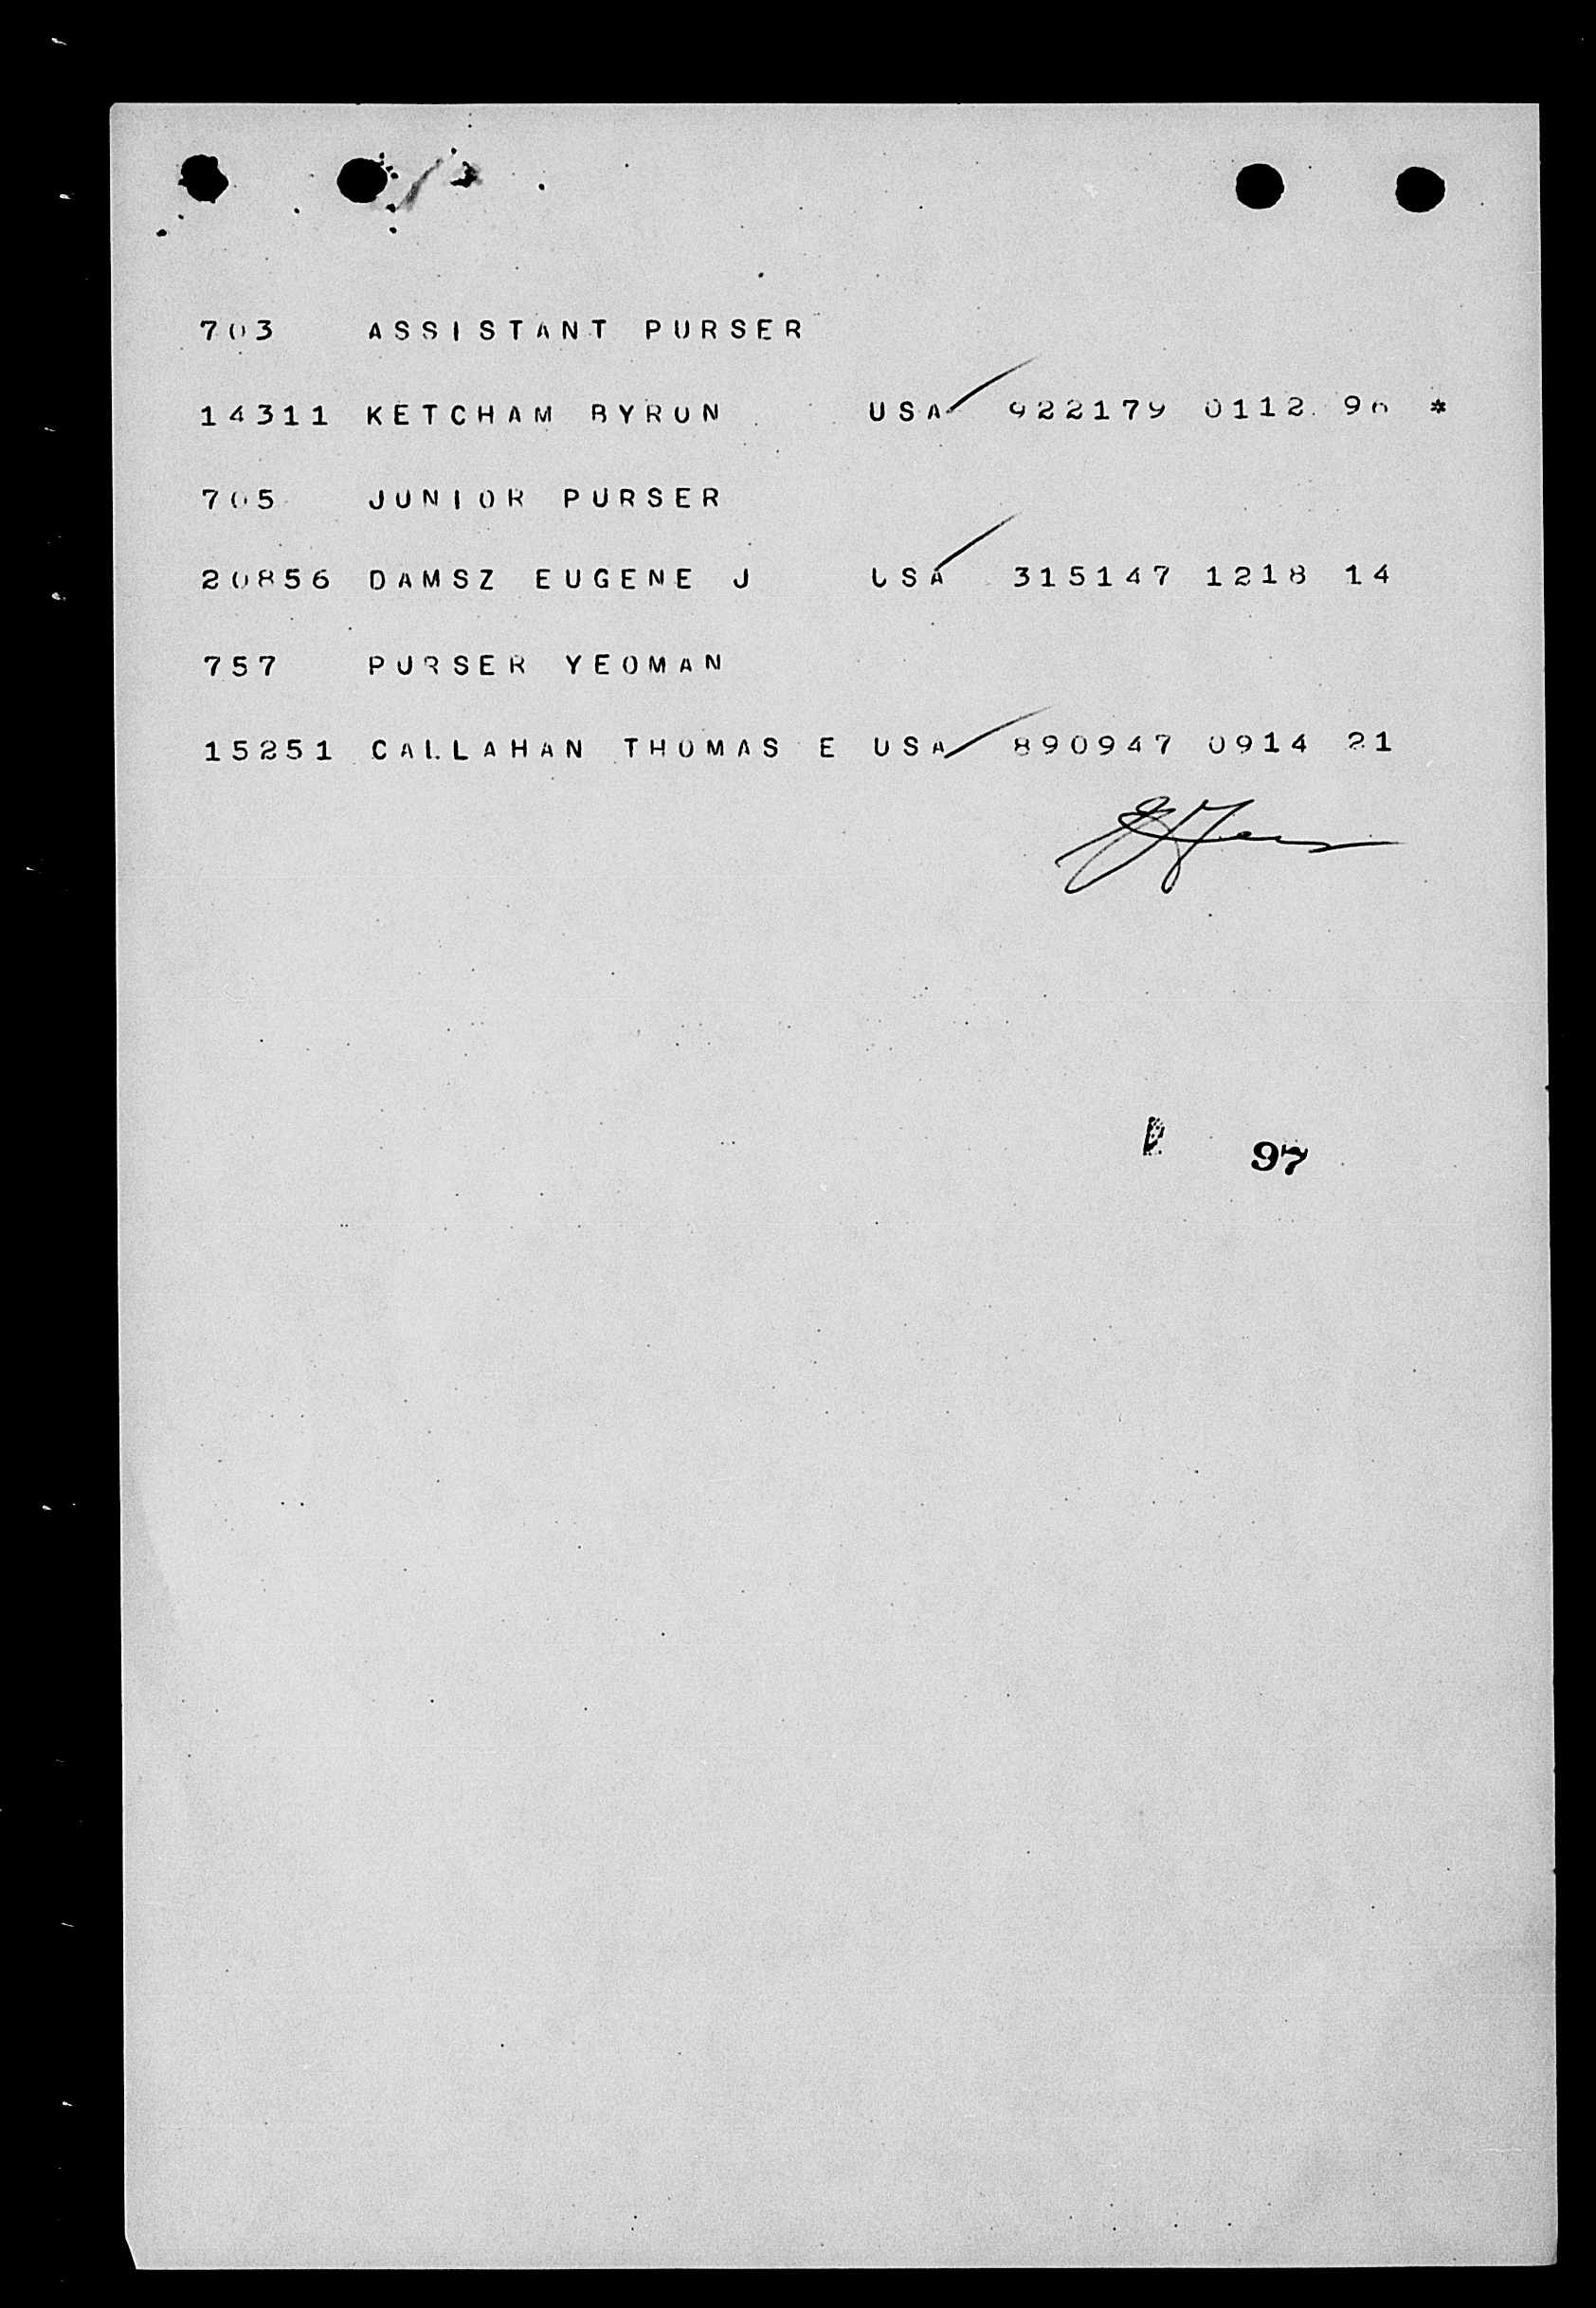 703 ASSISTANT PURSER
14311 KETCHAM BYRON USA 922179 0112 96 *
705 JUNIOR PURSER
20856 DAMSZ EUGENE J USA 315147 1218 14
757 PURSER YEOMAN
15251 CALLAHAN THOMAS E USA 890947 0914 21
97